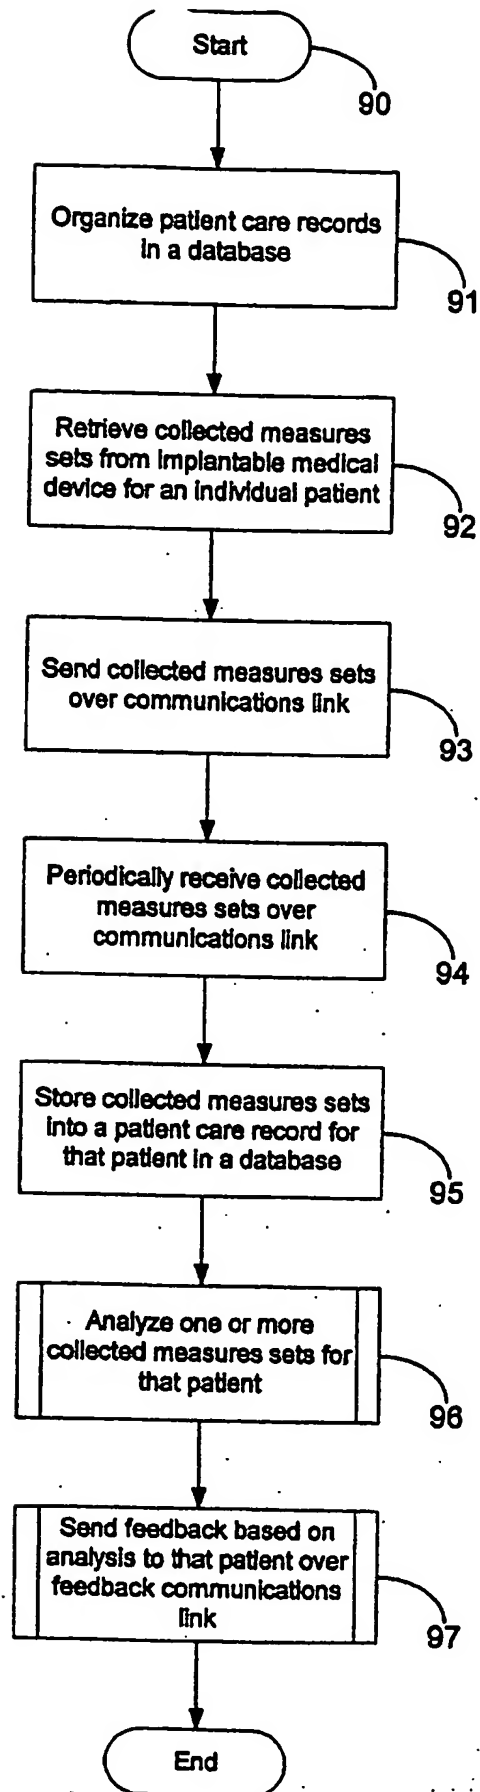 Start
90
Organize patient care records
in a database
91
Retrieve collected measures
sets from implantable medical
device for an individual patient
92
Send collected measures sets
over communications link
93
Periodically receive collected
measures sets over
communications link
94
Store collected measures sets
into a patient care record for
that patient in a database
95
Analyze one or more
collected measures sets for
that patient
96
Send feedback based on
analysis to that patient over
feedback communications
link
97
End